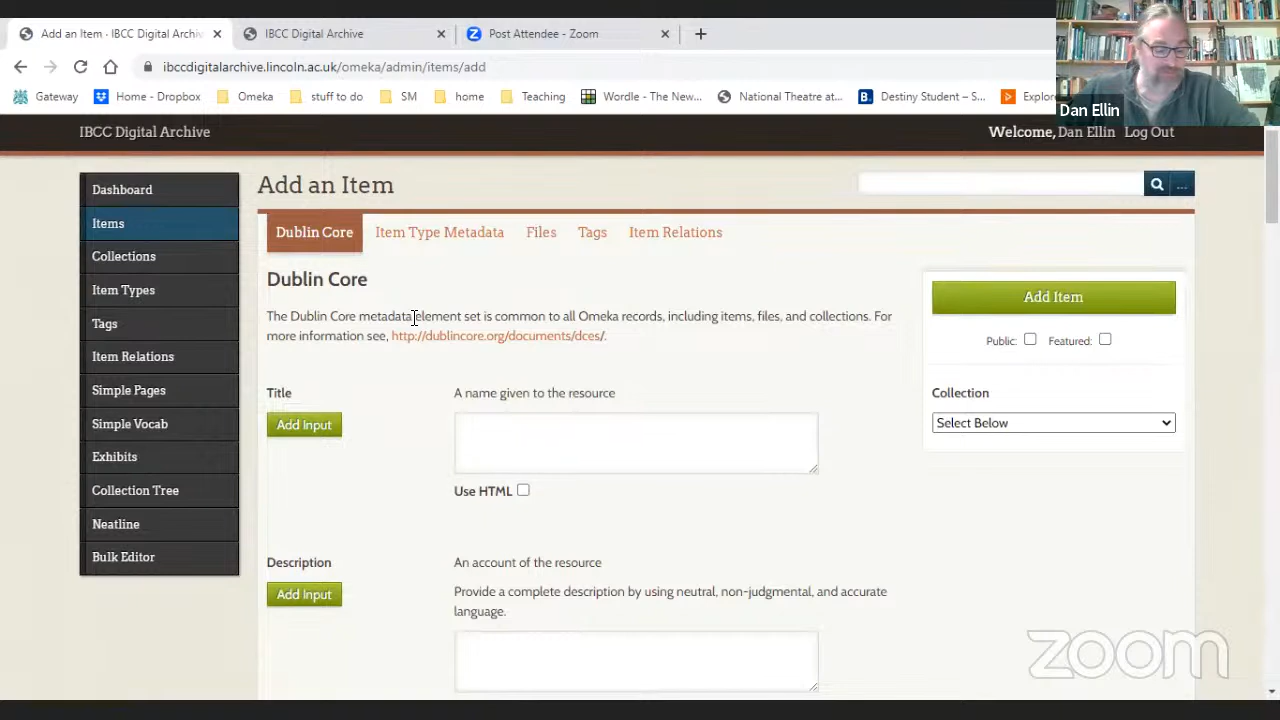 Add an Item · IBCC Digital Archiv
IBCC Digital Archive
Post Attendee - Zoom
ibccdigitalarchive.lincoln.ac.uk/omeka/admin/items/add
Gateway
Home - Dropbox
Omeka
stuff to do
SM
home
Teaching
Wordle - The New...
National Theatre at...
Destiny Student – S...
Explor
Dan Ellin
IBCC Digital Archive
Welcome, Dan Ellin Log Out
Dashboard
Items
Collections
Item Types
Tags
Item Relations
Simple Pages
Simple Vocab
Exhibits
Collection Tree
Neatline
Bulk Editor
Add an Item
...
Dublin Core
Item Type Metadata
Files
Tags
Item Relations
Dublin Core
The Dublin Core metadata element set is common to all Omeka records, including items, files, and collections. For
more information see, http://dublincore.org/documents/dces/.
Title
Add Input
A name given to the resource
Use HTML
Description
Add Input
An account of the resource
Provide a complete description by using neutral, non-judgmental, and accurate
language.
Add Item
Public:
Featured:
Collection
Select Below
zoom